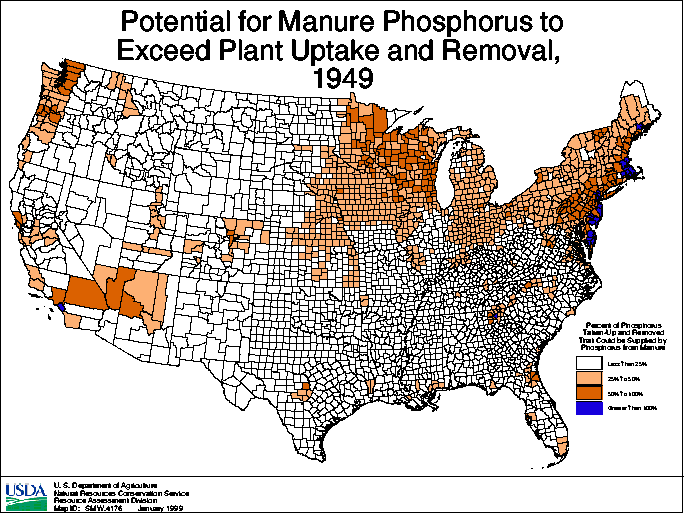 Potential for Manure Phosphorus to
Exceed Plant Uptake and Removal,
1949
Percent of Phosphorus
Taken-Up and Removed
That Could be Supplied by
Phosphorus from Manure
Less Than 25%
25% To 50%
50% To 100%
Greater Than 100%
USDA
U. S. Department of Agriculture
Natural Resources Conservation Service
Resource Assessment Division
Map ID: SMW.4176 January 1999